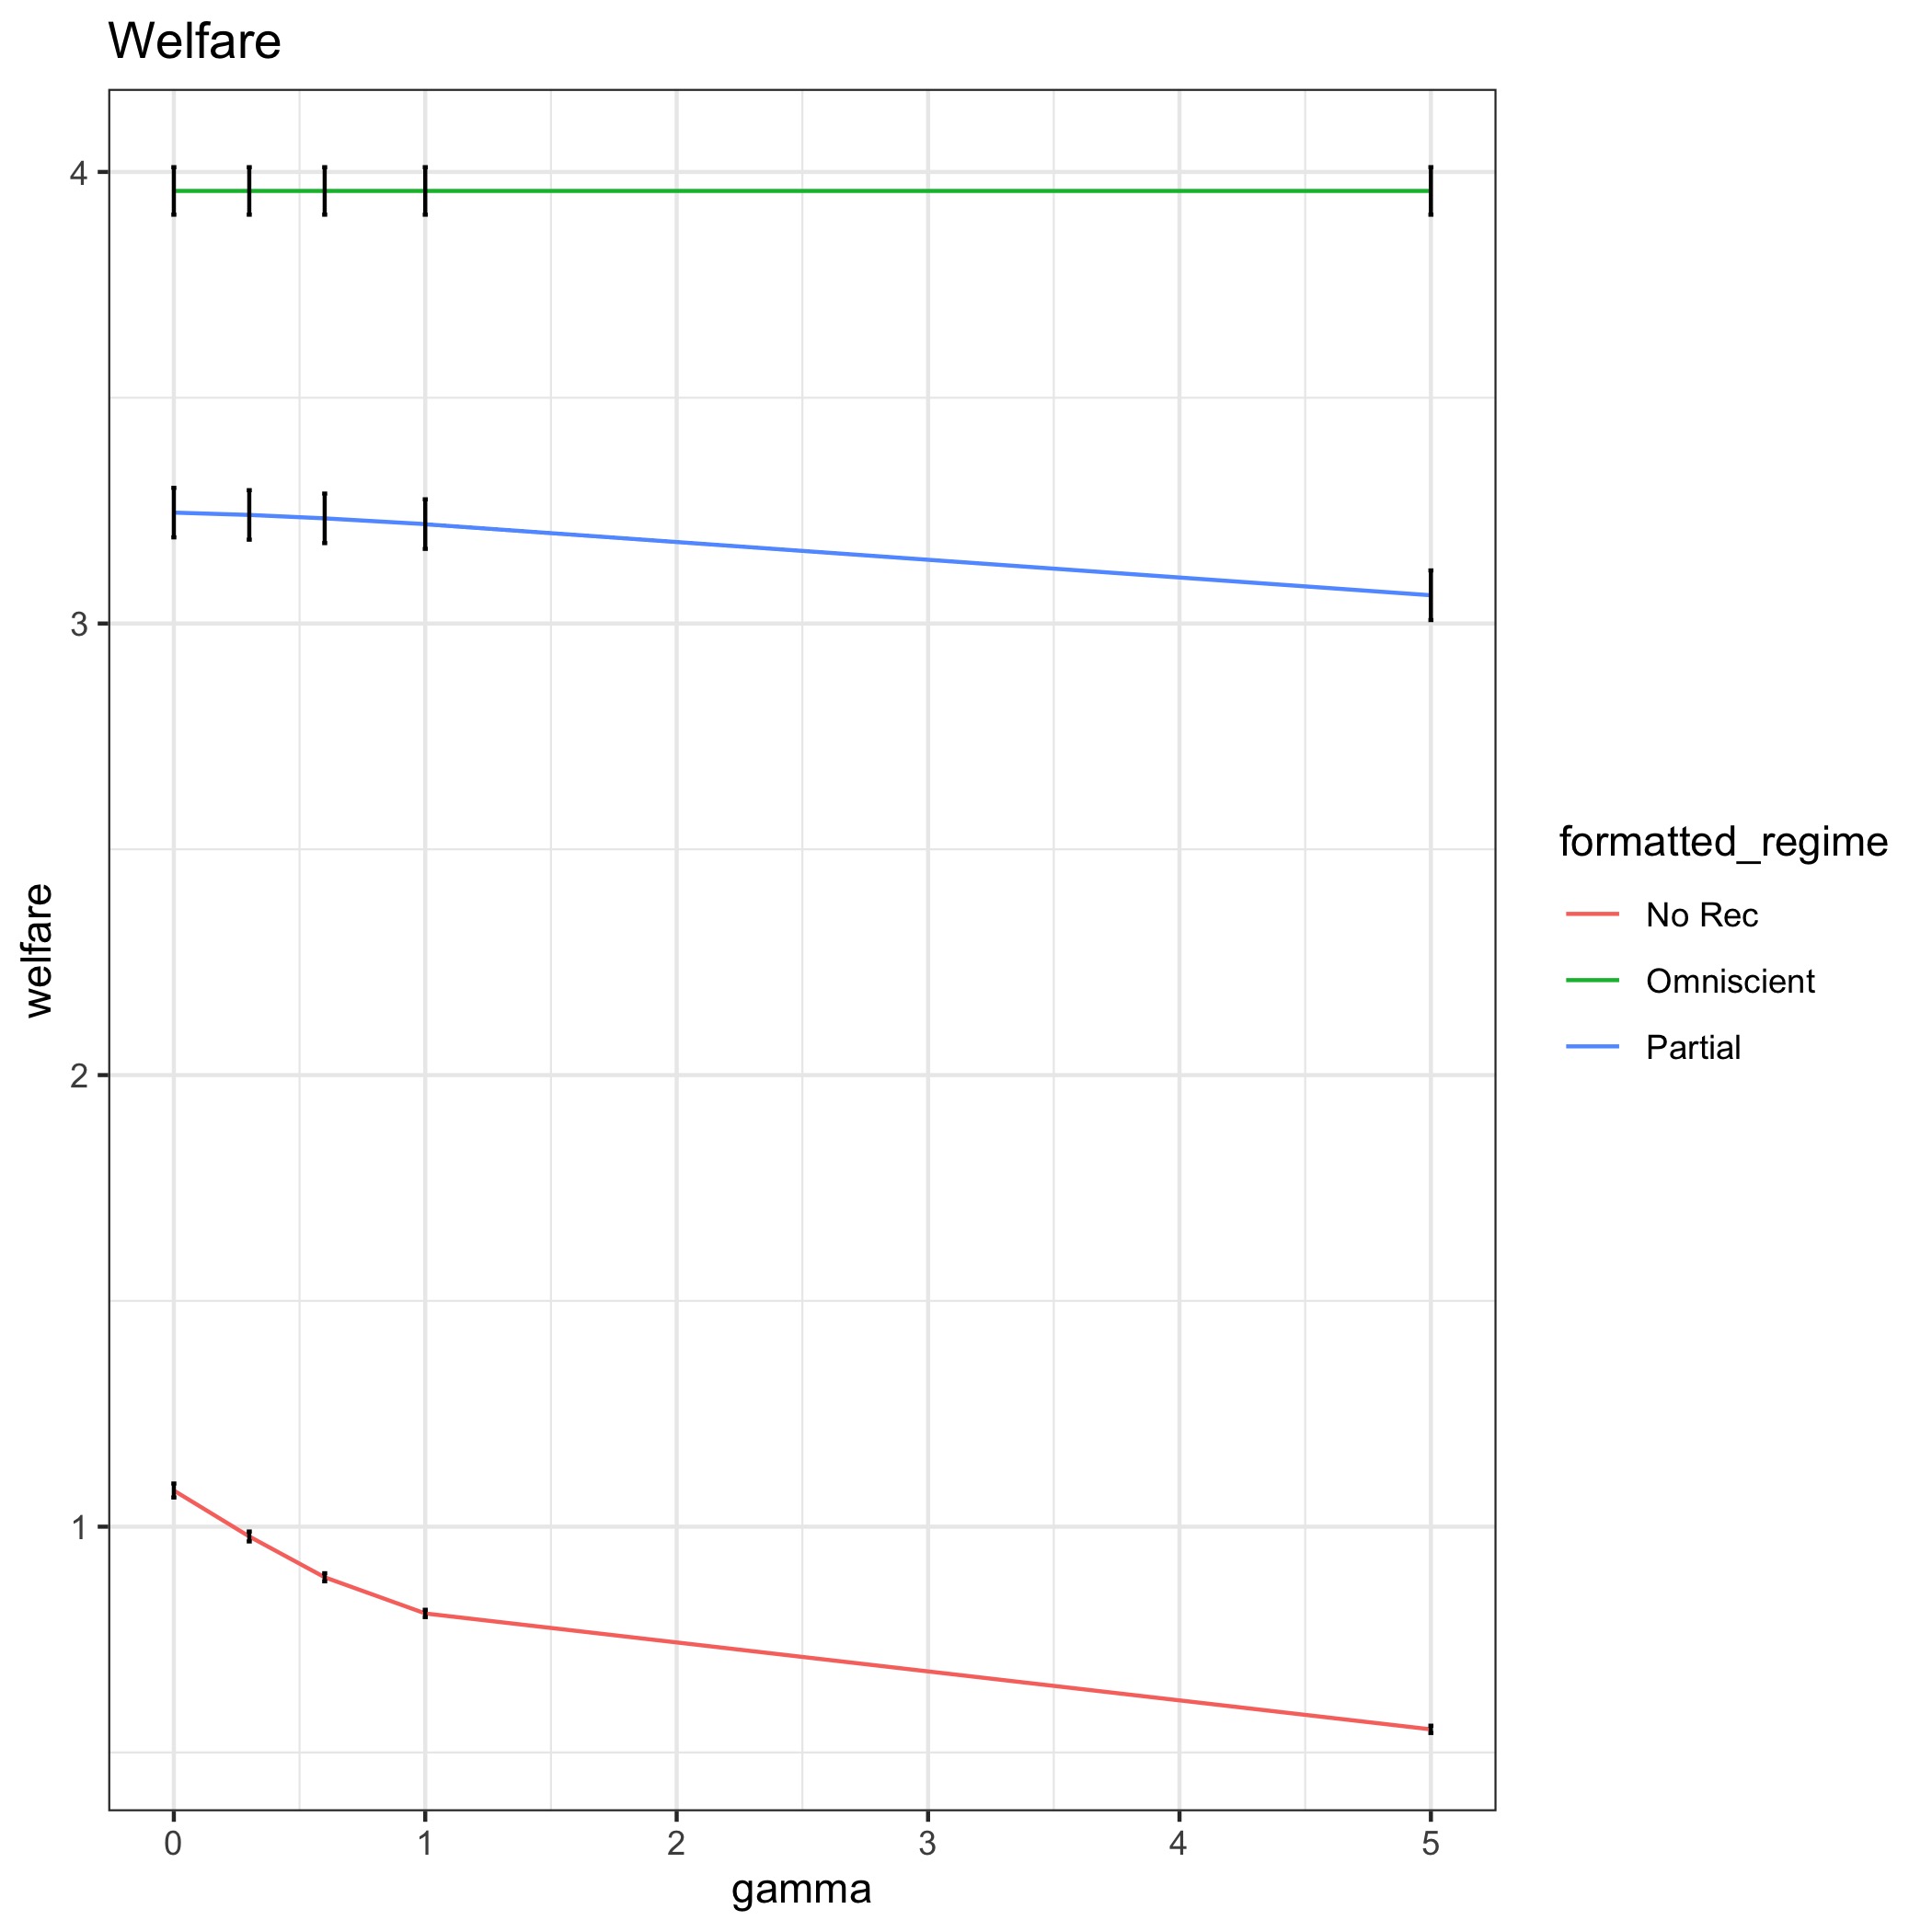 Welfare
4
3
2
1
welfare
0 1 2 3 4 5
gamma
formatted_regime
No Rec
Omniscient
Partial